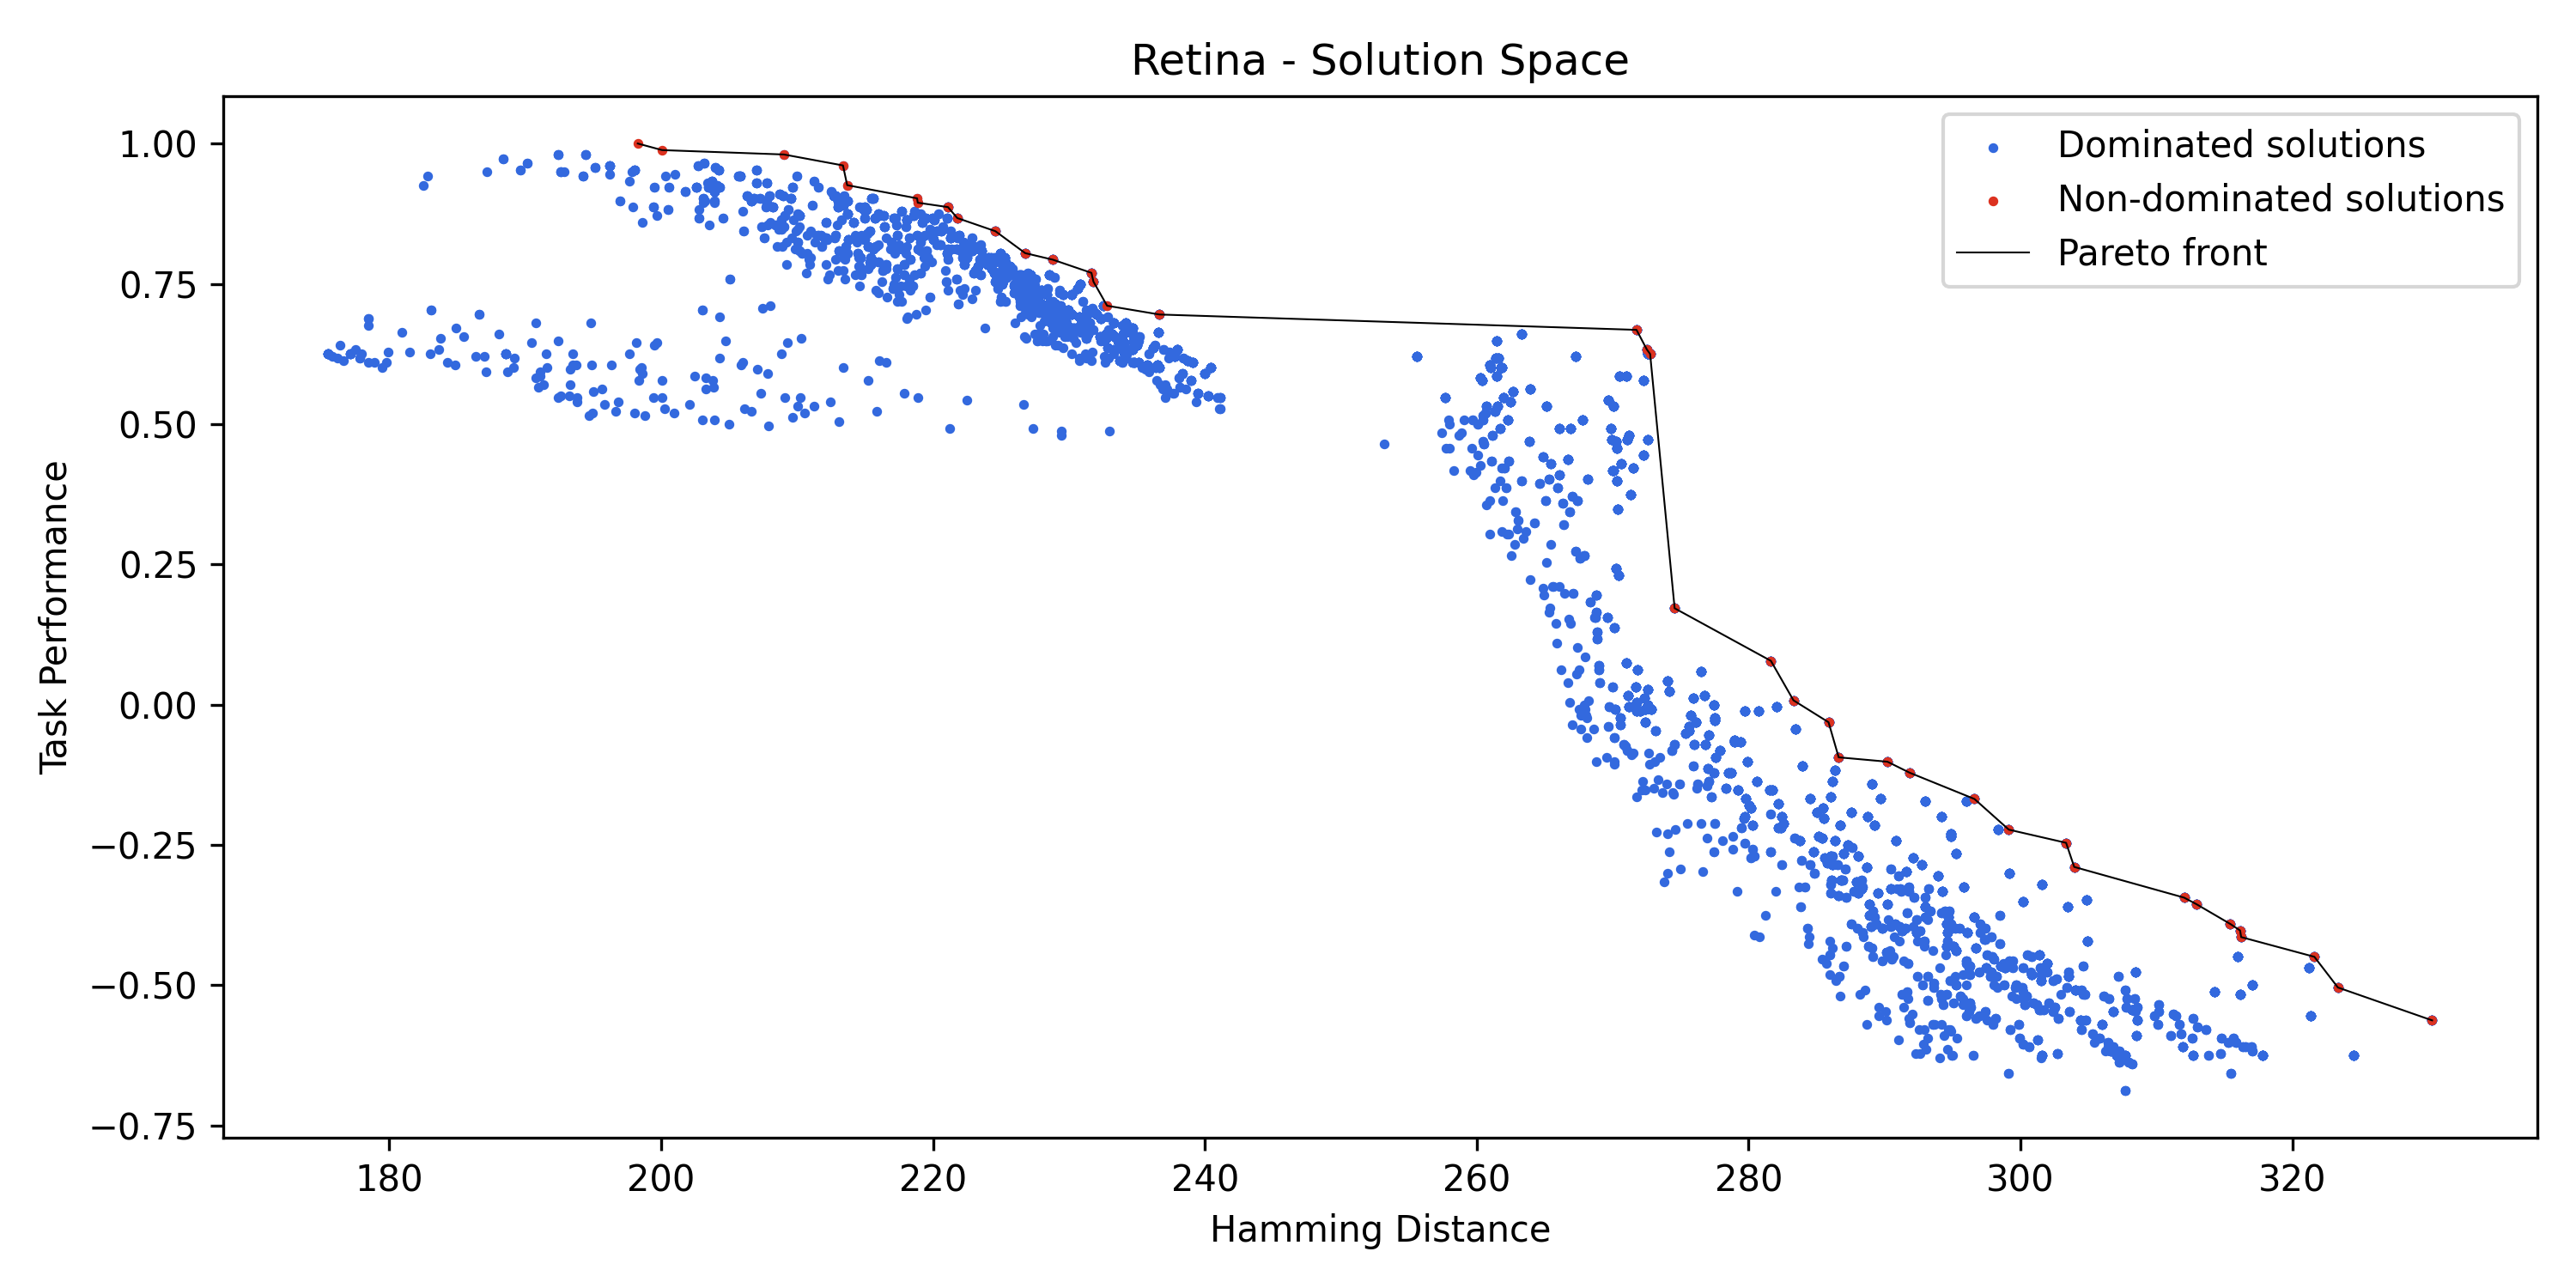 Retina - Solution Space
Dominated solutions
Non-dominated solutions
Pareto front
1.00
0.75
0.50
0.25
0.00
−0.25
−0.50
−0.75
Task Performance
180 200 220 240 260 280 300 320
Hamming Distance